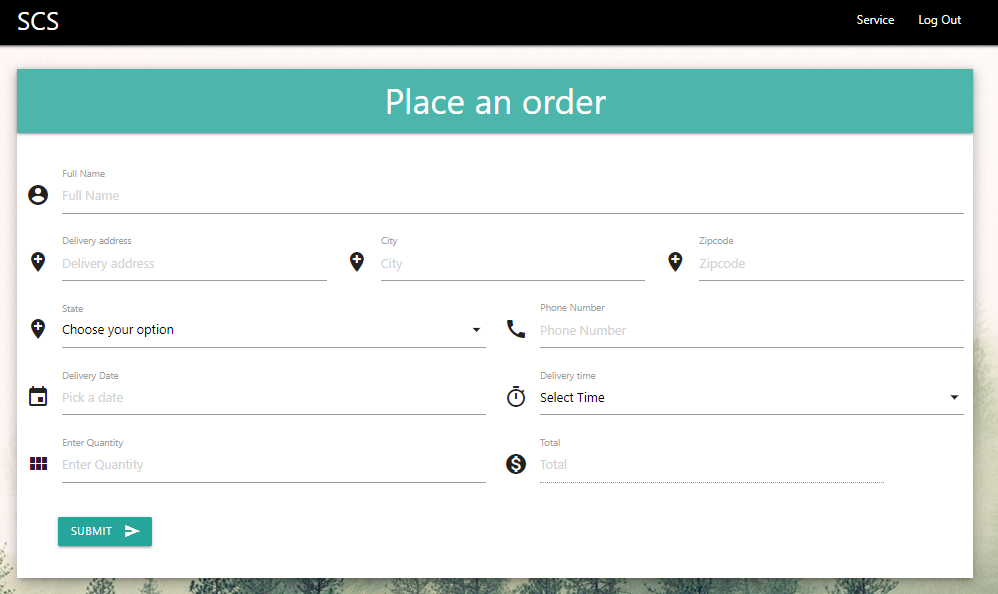 SCS
Service Log Out
Place an order
Full Name
Full Name
Delivery address City Zipcode
Delivery address City Zipcode
State Phone Number
Choose your option Phone Number
Delivery Date Delivery time
Pick a date Select Time
Enter Quantity Total
Enter Quantity Total
SUBMIT